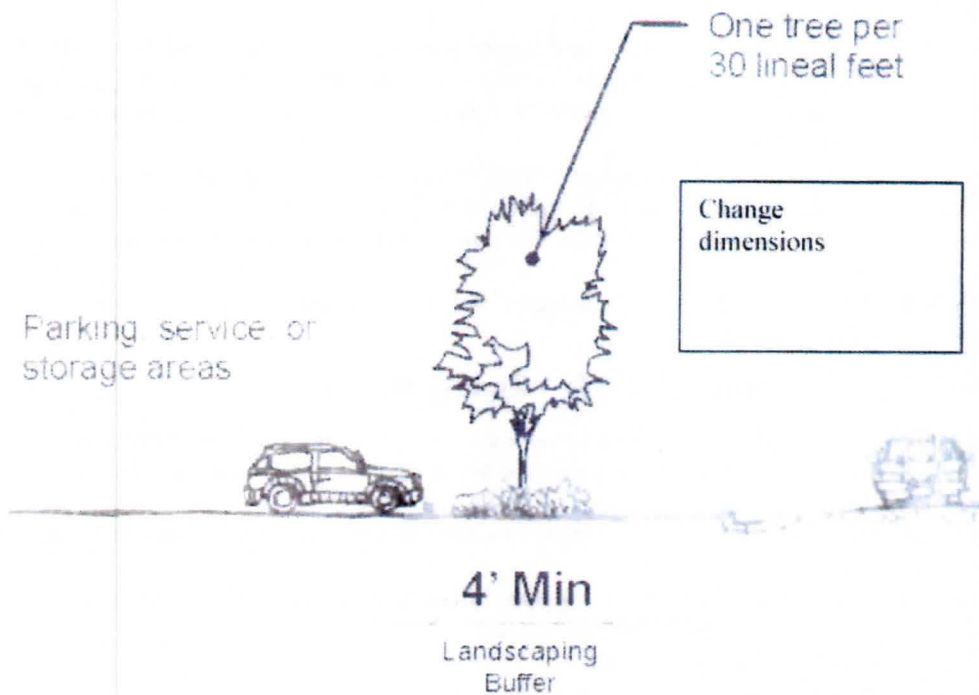 One tree per
30 lineal feet
Change
dimensions
Parking, service, or
storage areas
4' Min
Landscaping
Buffer